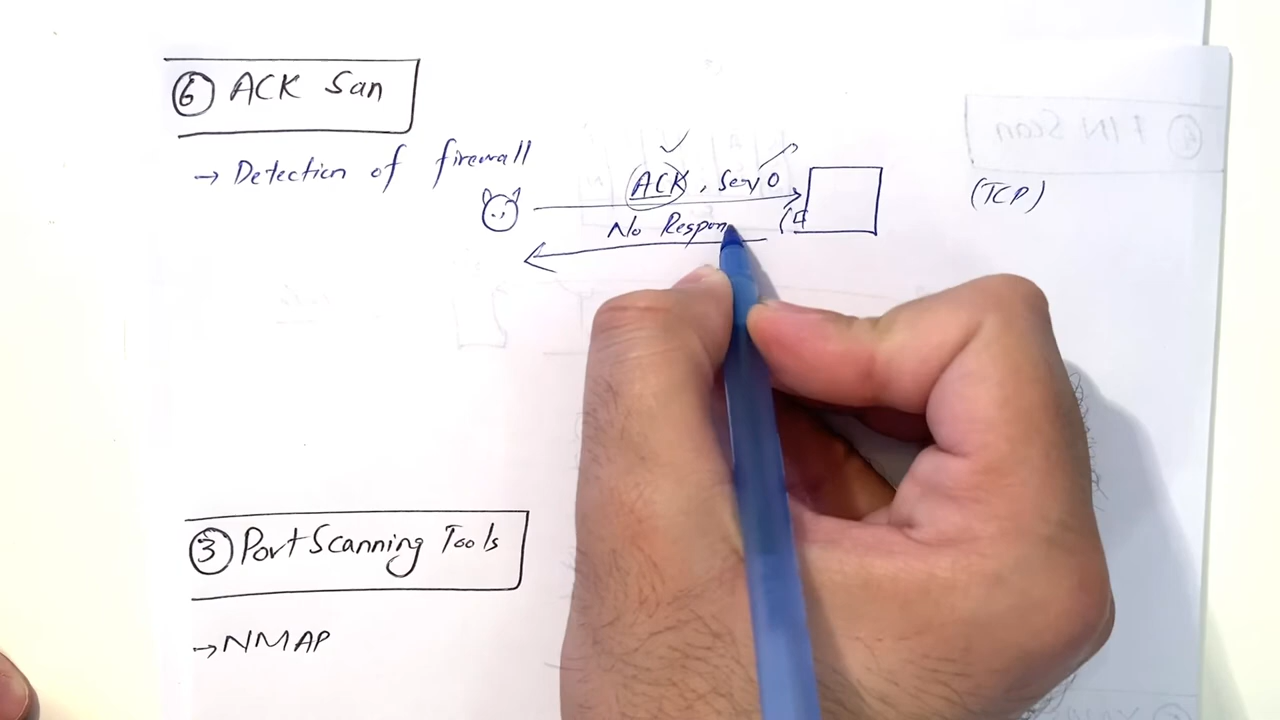 6 ACK San
→ Detection of firewall
ACK, Seq 0
No Respon
(TCP)
3 Port Scanning Tools
→ NMAP